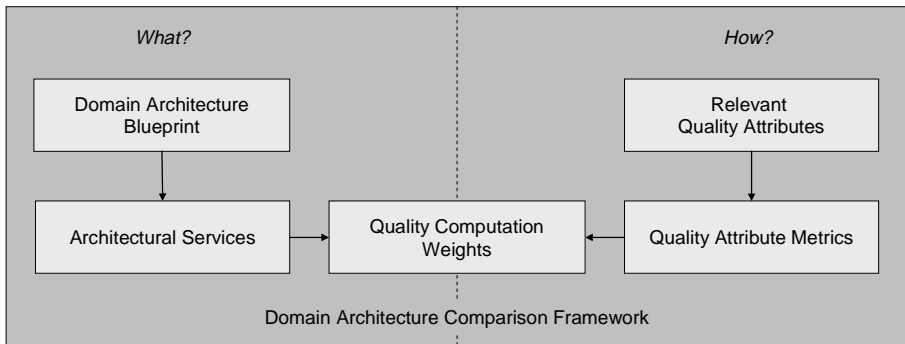 What?
How?
Domain Architecture
Blueprint
Relevant
Quality Attributes
Architectural Services
Quality Computation
Weights
Quality Attribute Metrics
Domain Architecture Comparison Framework